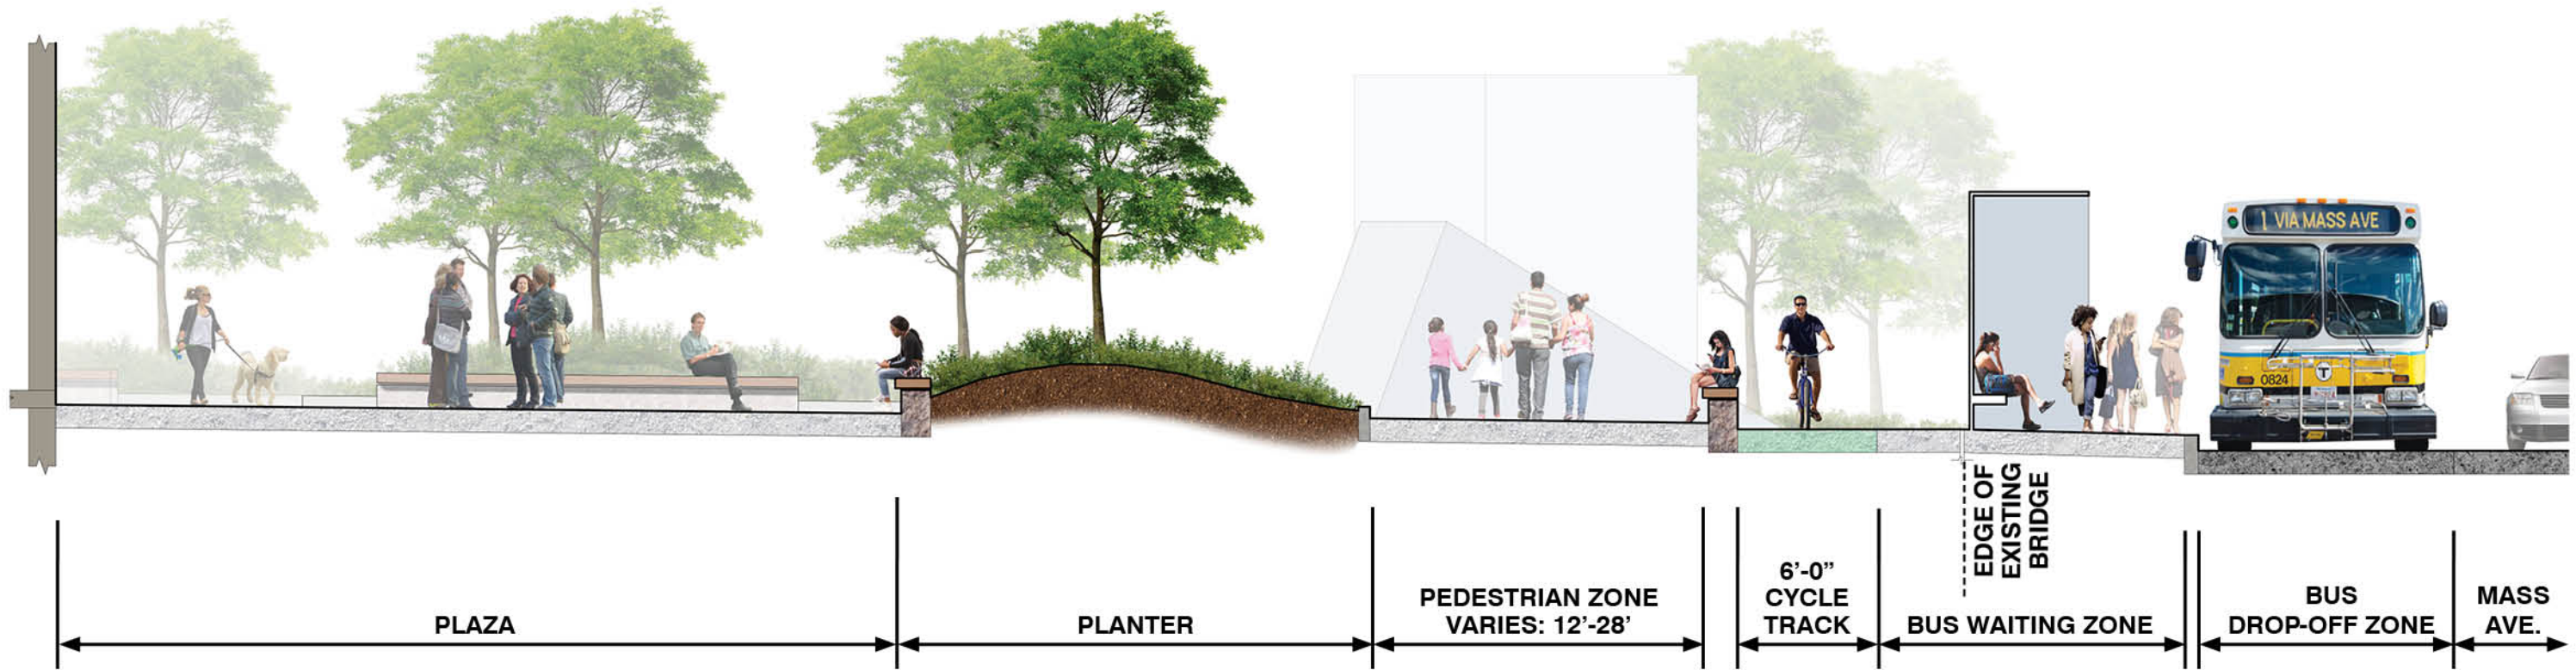 1 VIA MASS AVE
0824
T
EDGE OF
EXISTING
BRIDGE
PLAZA
PLANTER
PEDESTRIAN ZONE
VARIES: 12’-28’
6’-0”
CYCLE
TRACK
BUS WAITING ZONE
BUS
DROP-OFF ZONE
MASS
AVE.